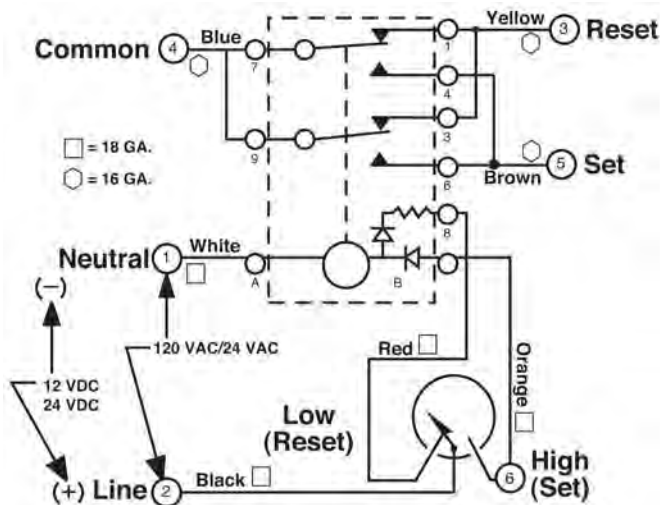 Common 4 Blue 7 1 Yellow 3 Reset
4
□ = 18 GA.
⬡ = 16 GA.
9 3
6 Brown 5 Set
8
Neutral 1 White A B
(−)
120 VAC/24 VAC
12 VDC
24 VDC
Red
Orange
Low
(Reset)
(+) Line 2 Black
6 High
(Set)